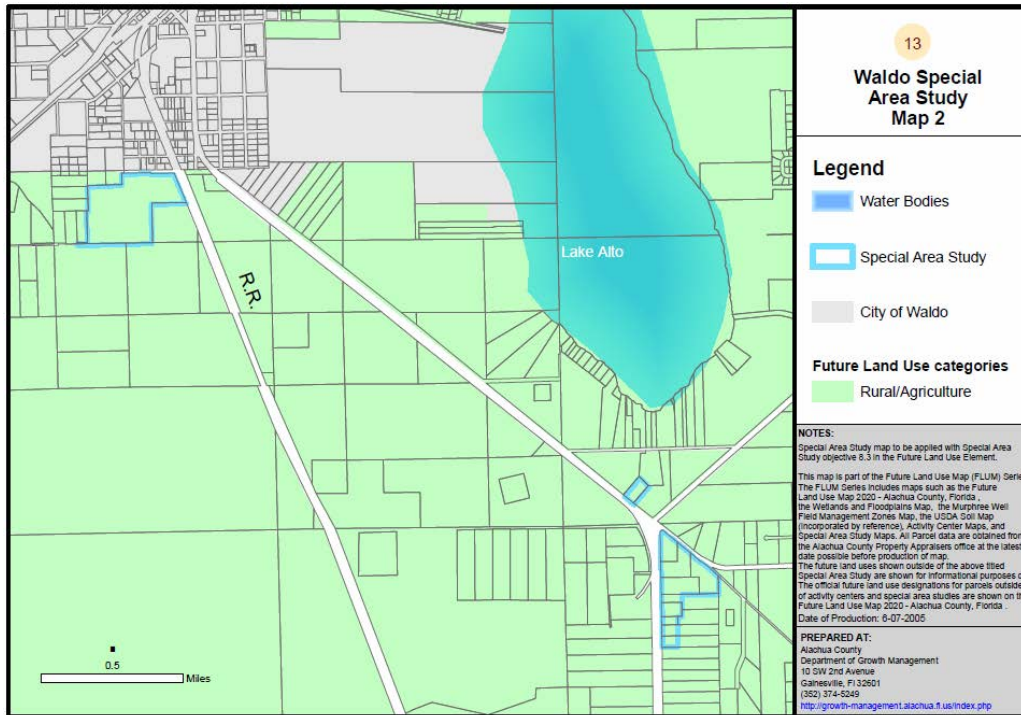 13
Waldo Special
Area Study
Map 2
Legend
Water Bodies
Special Area Study
City of Waldo
Future Land Use categories
Rural/Agriculture
NOTES:
Special Area Study map to be applied with Special Area
Study objective 8.3 in the Future Land Use Element.
This map is part of the Future Land Use Map (FLUM) Serie
The FLUM Series includes maps such as the Future
Land Use Map 2020 - Alachua County, Florida ,
the Wetlands and Floodplains Map, the Murphree Well
Field Management Zones Map, the USDA Soil Map
(incorporated by reference), Activity Center Maps, and
Special Area Study Maps. All Parcel data are obtained from
the Alachua County Property Appraisers office at the latest
date possible before production of map.
The future land uses shown outside of the above titled
Special Area Study are shown for informational purposes o
The official future land use designations for parcels outside
of activity centers and special area studies are shown on th
Future Land Use Map 2020 - Alachua County, Florida .
Date of Production: 6-07-2005
PREPARED AT:
Alachua County
Department of Growth Management
10 SW 2nd Avenue
Gainesville, Fl 32601
(352) 374-5249
http://growth-management.alachua.fl.us/index.php
Lake Alto
R.R.
0.5
Miles